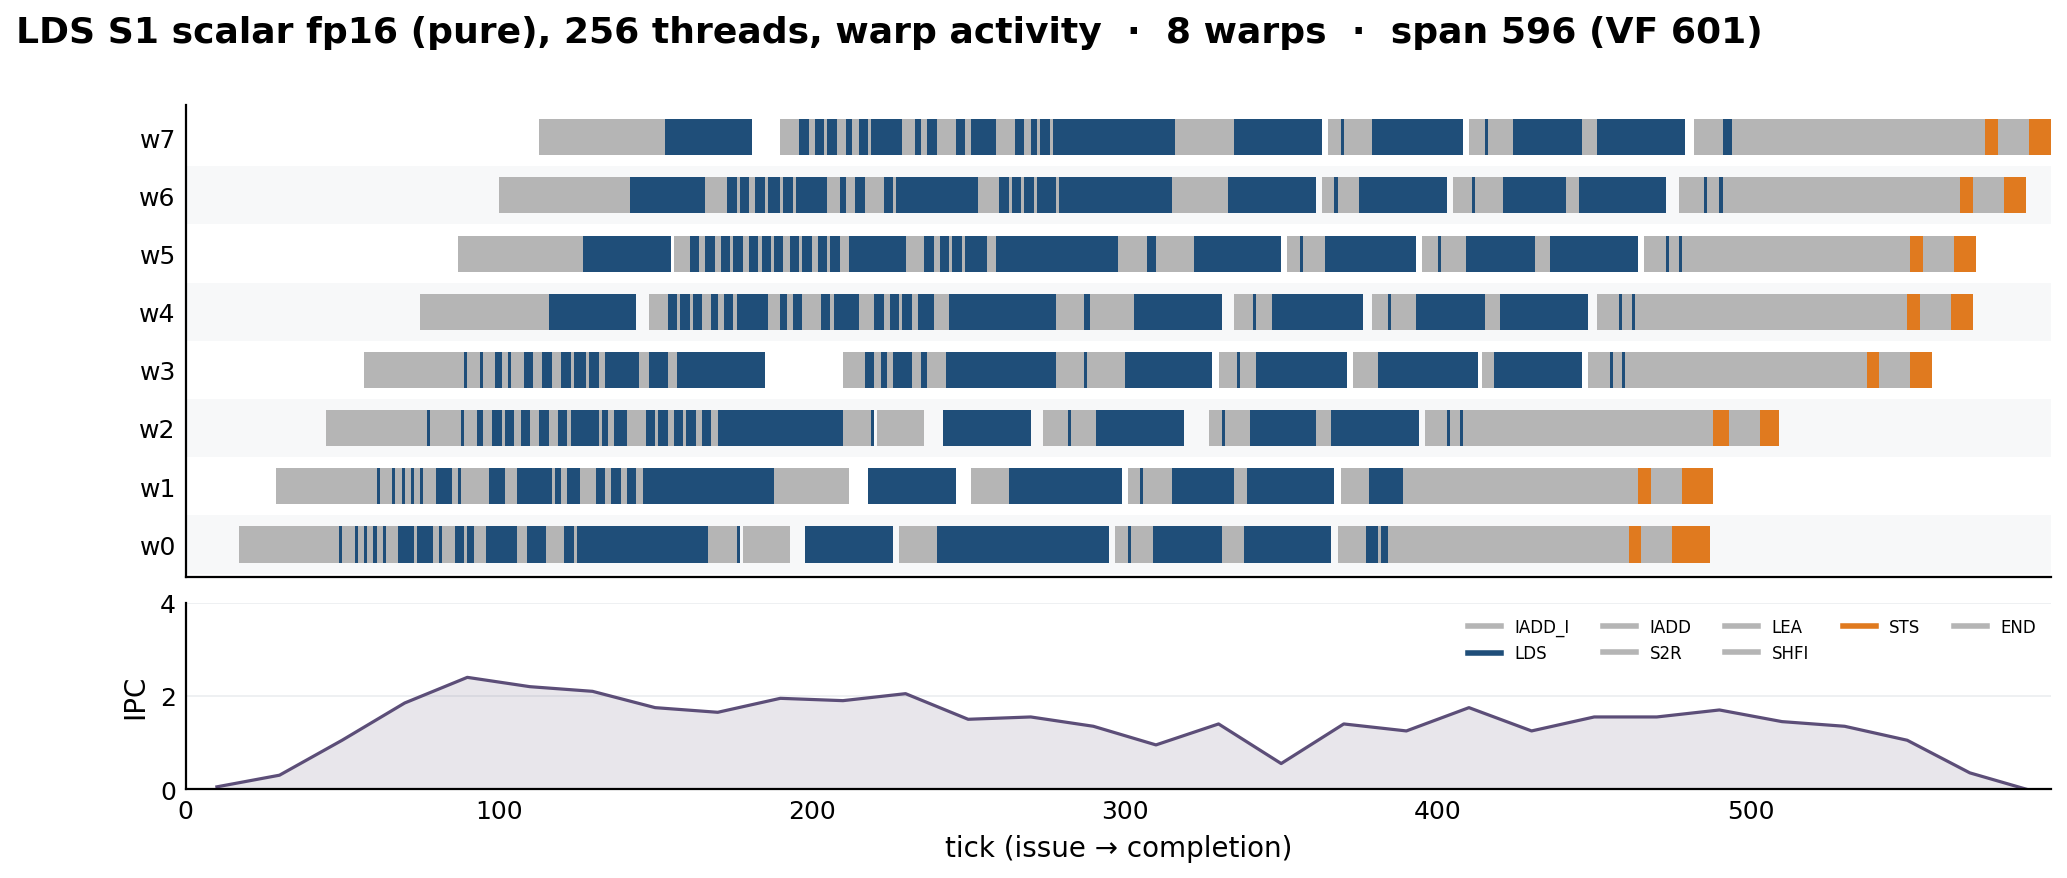 LDS S1 scalar fp16 (pure), 256 threads, warp activity · 8 warps · span 596 (VF 601)
w7
w6
w5
w4
w3
w2
w1
w0
4
2
0
IPC
IADD_I IADD LEA STS END
LDS S2R SHFI
0 100 200 300 400 500
tick (issue → completion)